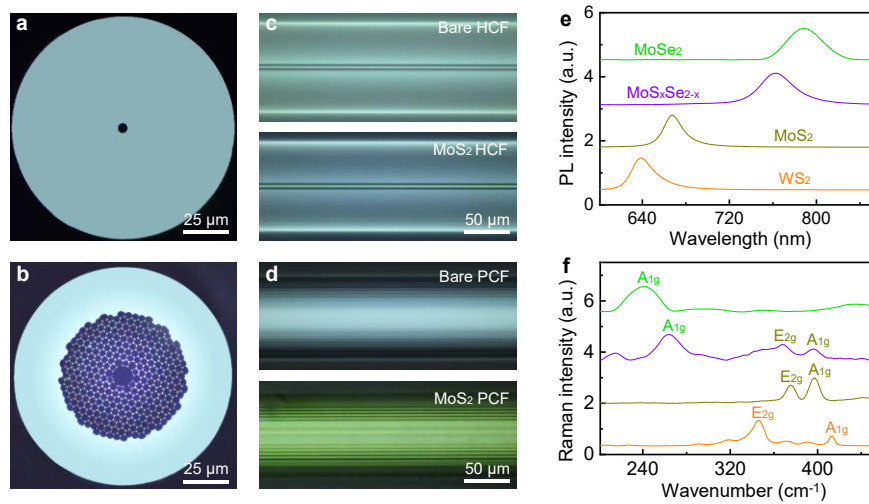 a
25 µm
b
25 µm
c
Bare HCF
MoS₂ HCF
50 µm
d
Bare PCF
MoS₂ PCF
50 µm
e
6
4
2
0
PL intensity (a.u.)
MoSe₂
MoSₓSe₂₋ₓ
MoS₂
WS₂
640 720 800
Wavelength (nm)
f
6
4
2
0
Raman intensity (a.u.)
A1g
A1g
E2g A1g
E2g A1g
E2g A1g
240 320 400
Wavenumber (cm⁻¹)